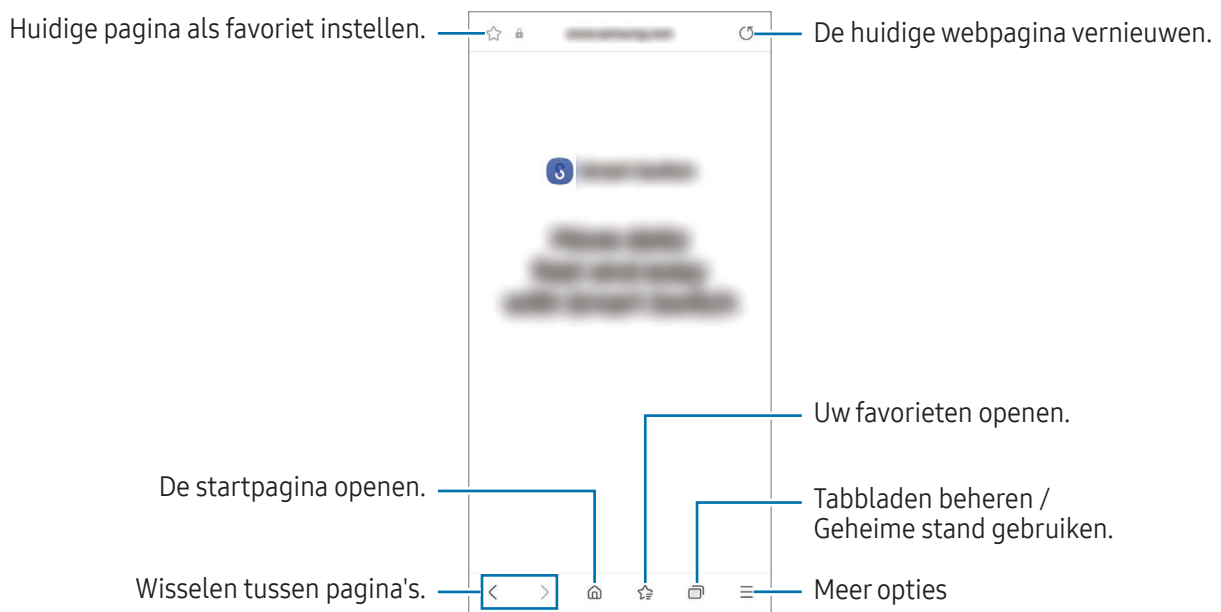 Huidige pagina als favoriet instellen.
De huidige webpagina vernieuwen.
Uw favorieten openen.
De startpagina openen.
Tabbladen beheren /
Geheime stand gebruiken.
Wisselen tussen pagina's.
Meer opties